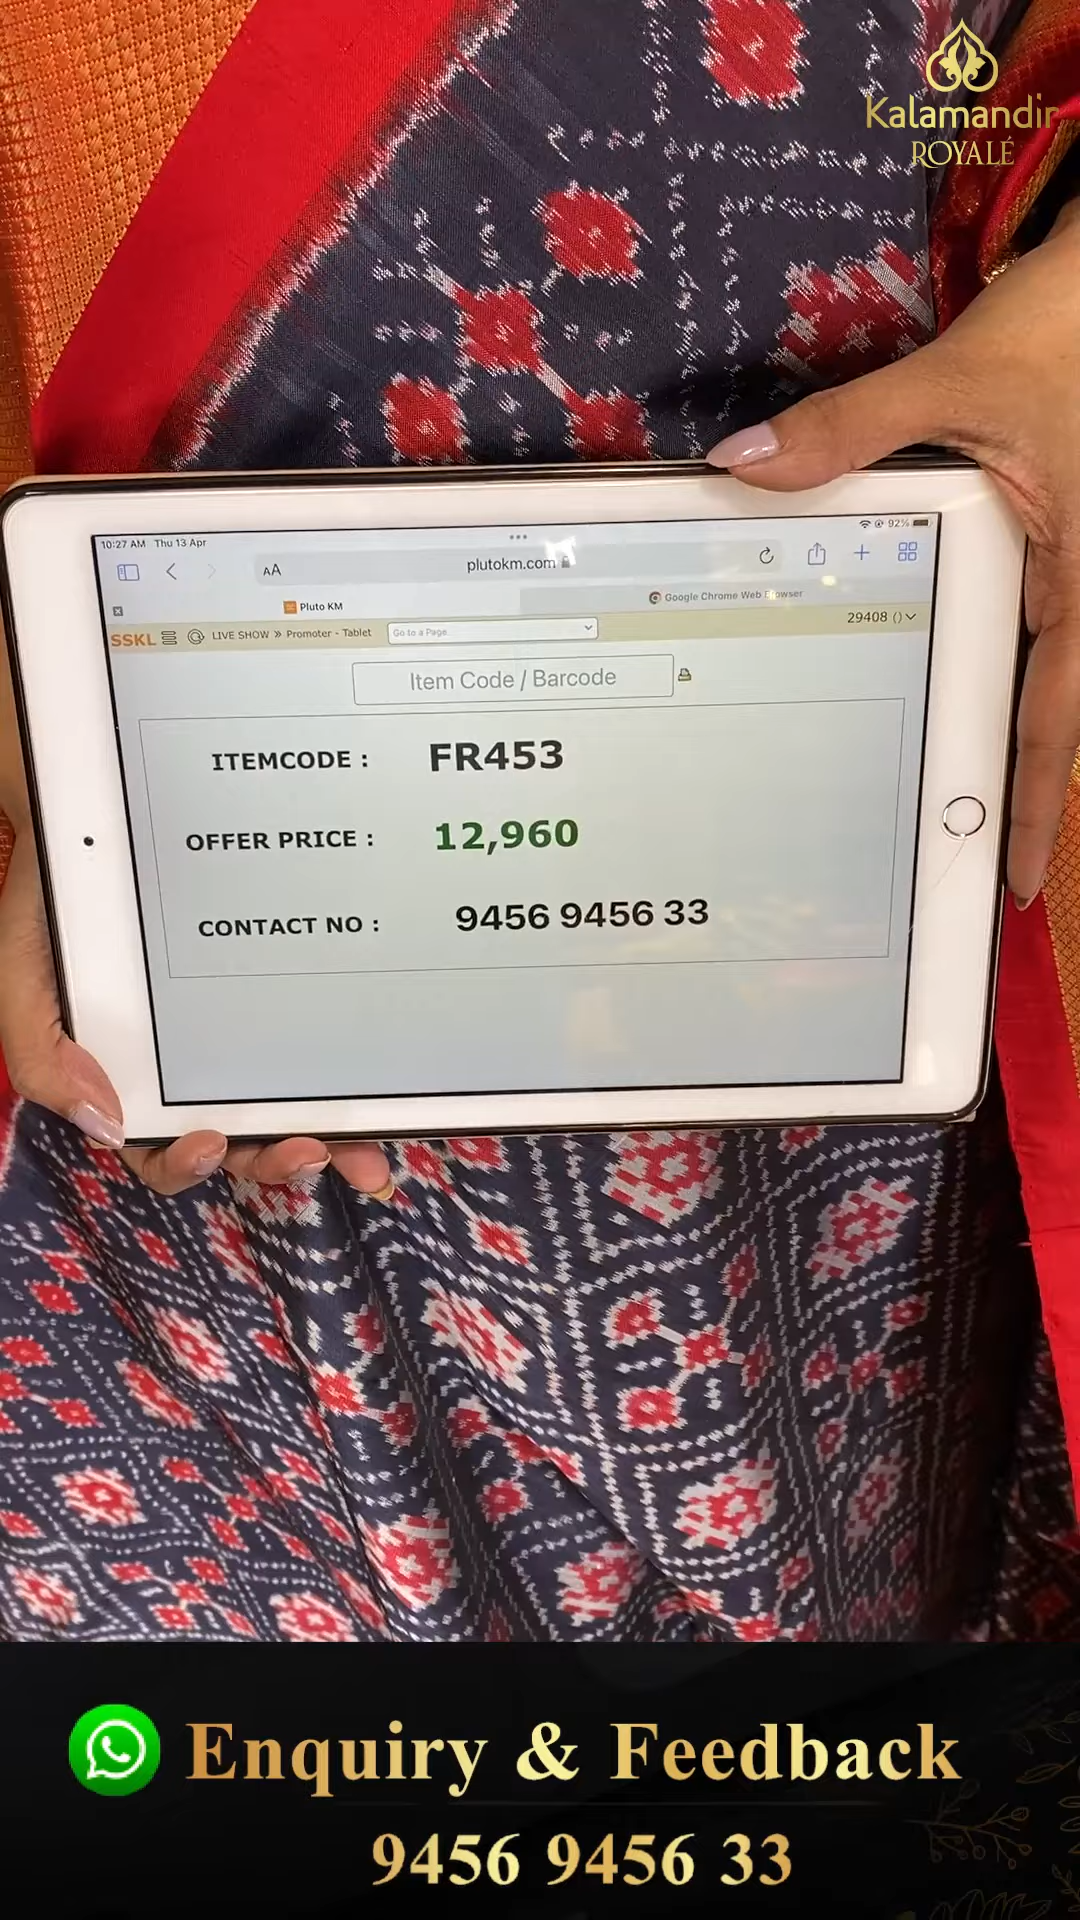 Kalamandir
ROYALÉ
10:27 AM Thu 13 Apr
92%
AA
plutokm.com
Pluto KM
Google Chrome Web Browser
SSKL
LIVE SHOW » Promoter - Tablet
Go to a Page
29408 ()
Item Code / Barcode
ITEMCODE : FR453
OFFER PRICE : 12,960
CONTACT NO : 9456 9456 33
Enquiry & Feedback
9456 9456 33